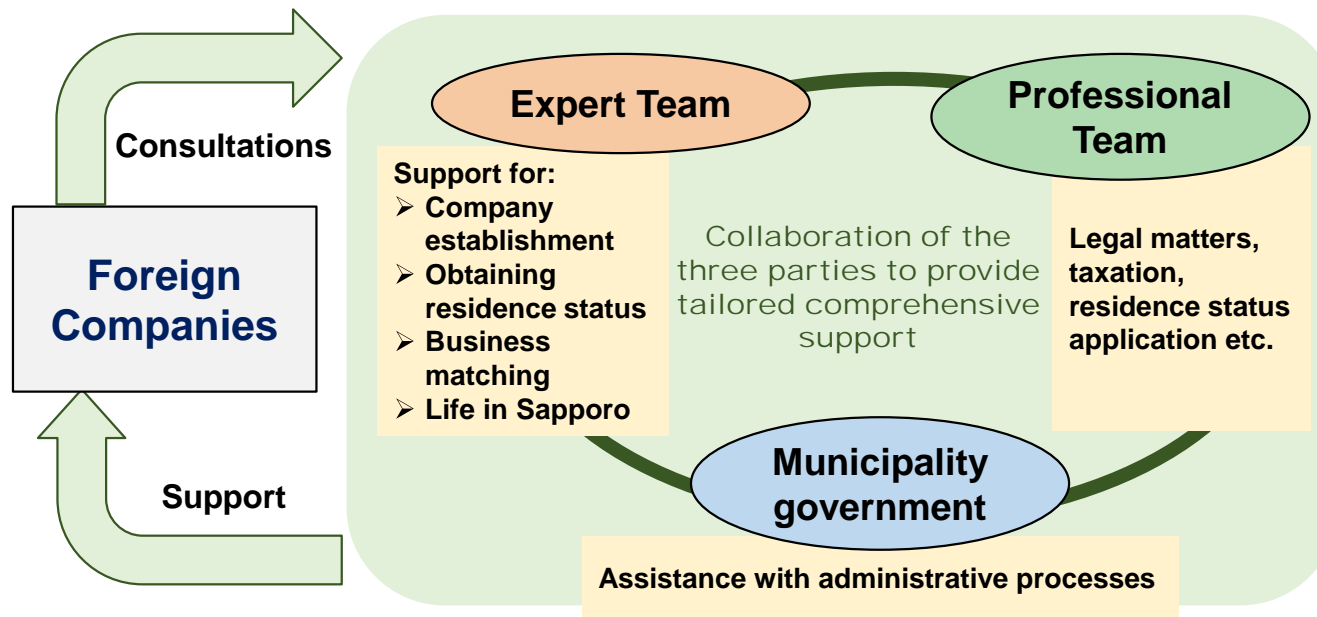 Consultations
Foreign
Companies
Support
Expert Team
Support for:
➢ Company
establishment
➢ Obtaining
residence status
➢ Business
matching
➢ Life in Sapporo
Collaboration of the
three parties to provide
tailored comprehensive
support
Professional
Team
Legal matters,
taxation,
residence status
application etc.
Municipality
government
Assistance with administrative processes